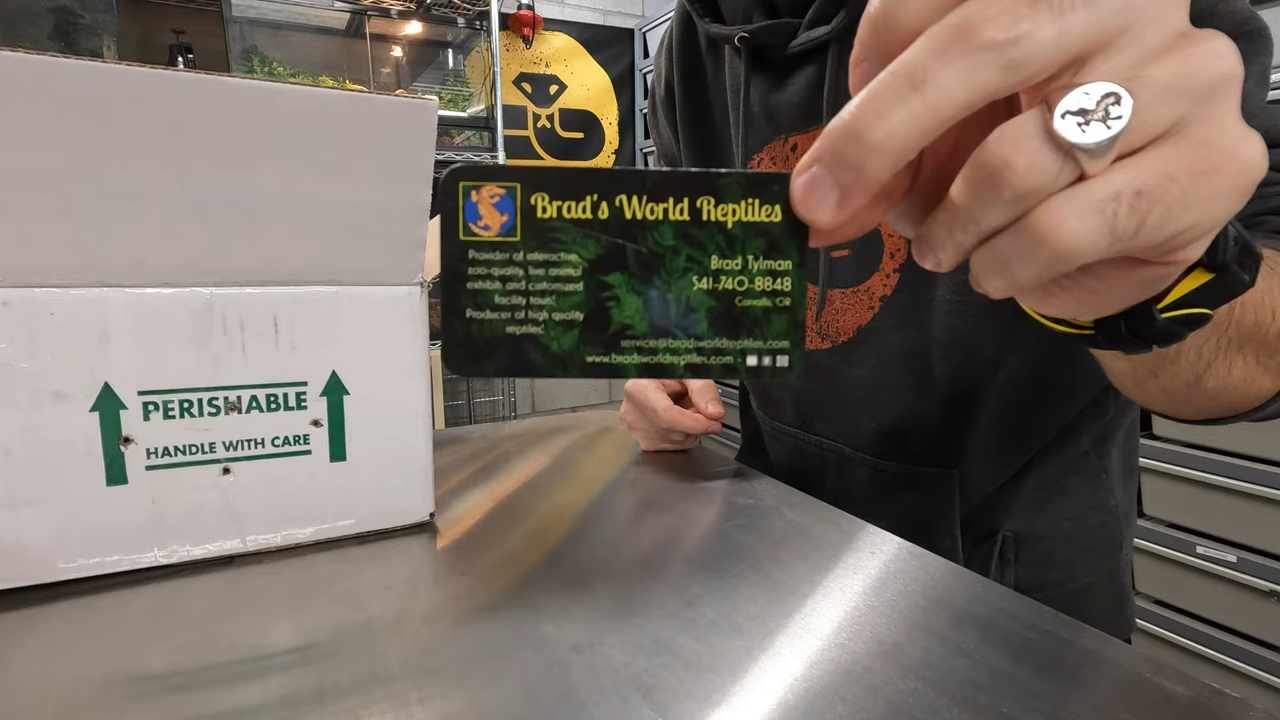 PERISHABLE
HANDLE WITH CARE
Brad's World Reptiles
Provider of interactive,
zoo-quality, live animal
exhibits and customized
facility tours!
Producer of high quality
reptiles!
Brad Tylman
541-740-8848
Corvallis, OR
service@bradsworldreptiles.com
www.bradsworldreptiles.com -